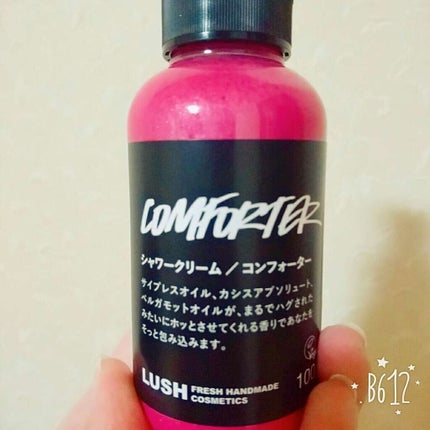 COMFORTER
シャワークリーム／コンフォーター
サイプレスオイル、カシスアブソリュート、
ベルガモットオイルが、まるでハグされた
みたいにホッとさせてくれる香りであなたを
そっと包み込みます。
LUSH FRESH HANDMADE
COSMETICS
B612